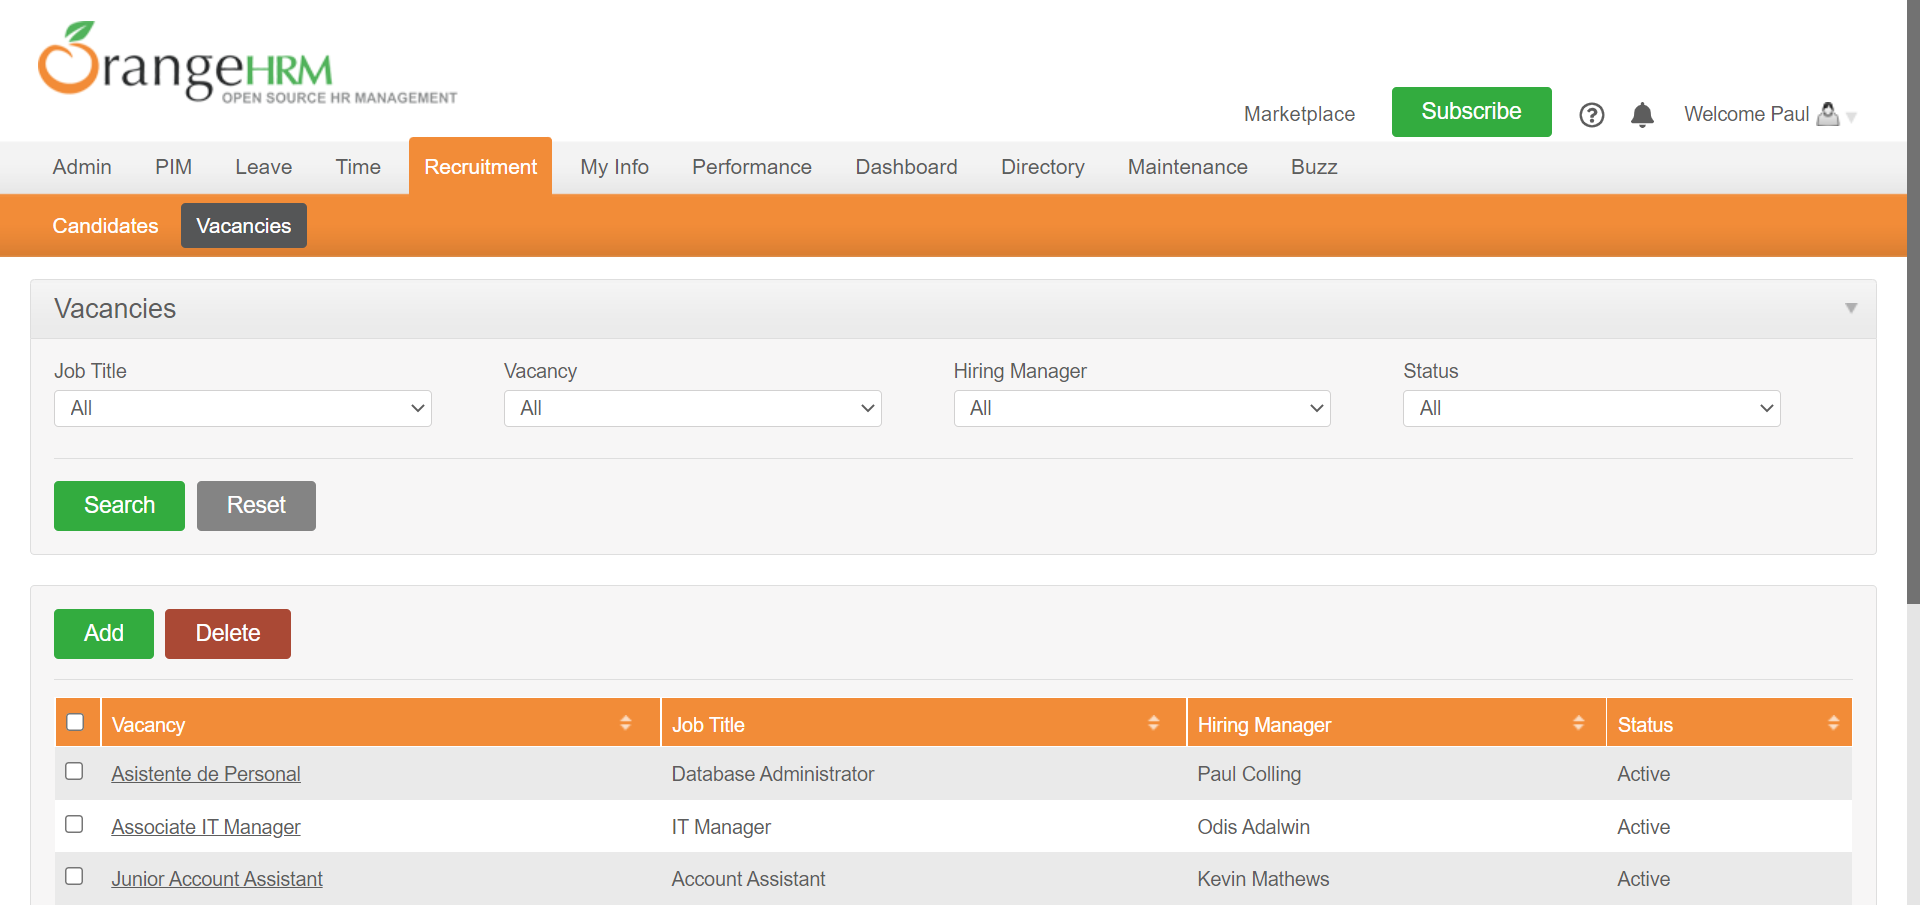 OrangeHRM
OPEN SOURCE HR MANAGEMENT
Marketplace Subscribe Welcome Paul
Admin PIM Leave Time Recruitment My Info Performance Dashboard Directory Maintenance Buzz
Candidates Vacancies
Vacancies
Job Title Vacancy Hiring Manager Status
All All All All
Search Reset
Add Delete
Vacancy Job Title Hiring Manager Status
Asistente de Personal Database Administrator Paul Colling Active
Associate IT Manager IT Manager Odis Adalwin Active
Junior Account Assistant Account Assistant Kevin Mathews Active